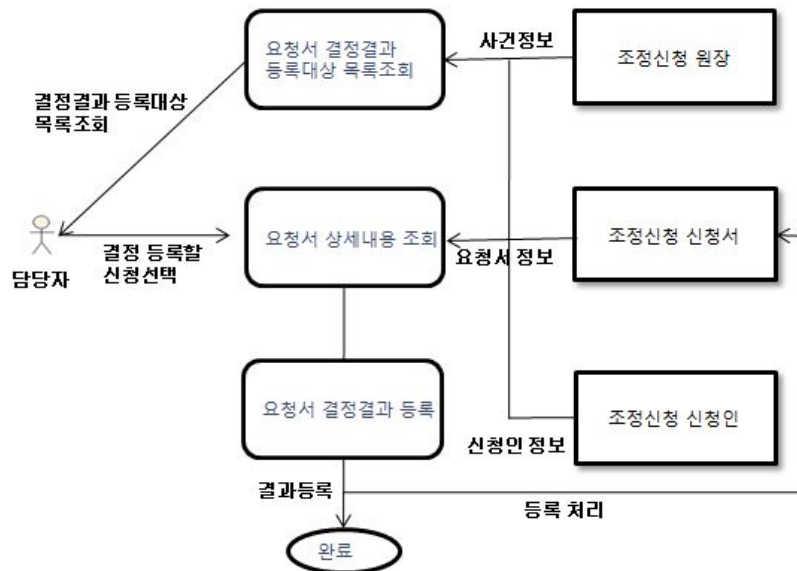 요청서 결정결과
등록대상 목록조회
사건정보
조정신청 원장
결정결과 등록대상
목록조회
요청서 상세내용 조회
조정신청 신청서
요청서 정보
결정 등록할
신청선택
담당자
요청서 결정결과 등록
조정신청 신청인
신청인 정보
결과등록
등록 처리
완료